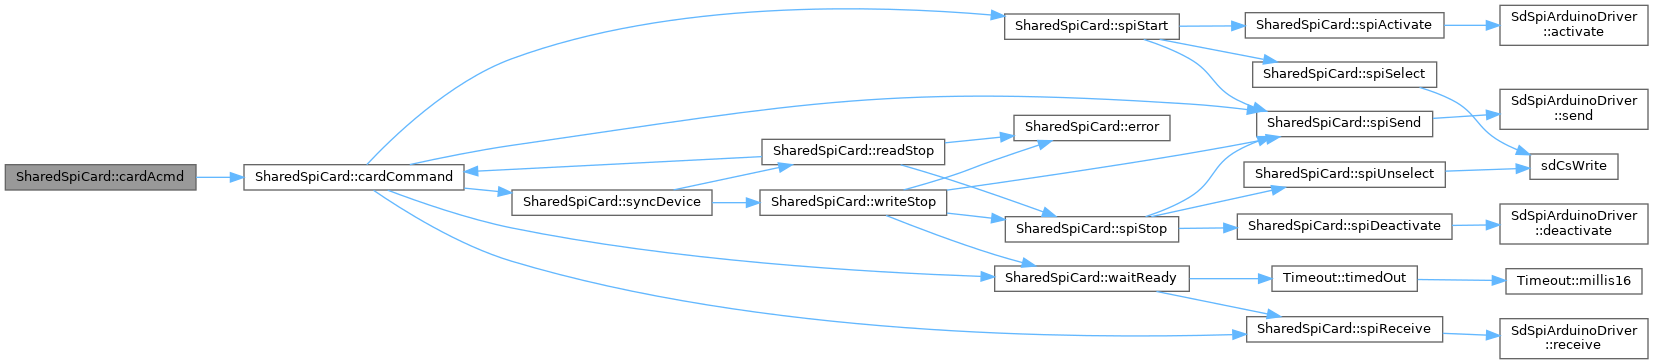 SharedSpiCard::cardAcmd
SharedSpiCard::cardCommand
SharedSpiCard::syncDevice
SharedSpiCard::readStop
SharedSpiCard::writeStop
SharedSpiCard::spiStart
SharedSpiCard::error
SharedSpiCard::spiStop
SharedSpiCard::waitReady
SharedSpiCard::spiActivate
SharedSpiCard::spiSelect
SharedSpiCard::spiSend
SharedSpiCard::spiUnselect
SharedSpiCard::spiDeactivate
Timeout::timedOut
SharedSpiCard::spiReceive
SdSpiArduinoDriver
::activate
SdSpiArduinoDriver
::send
sdCsWrite
SdSpiArduinoDriver
::deactivate
Timeout::millis16
SdSpiArduinoDriver
::receive